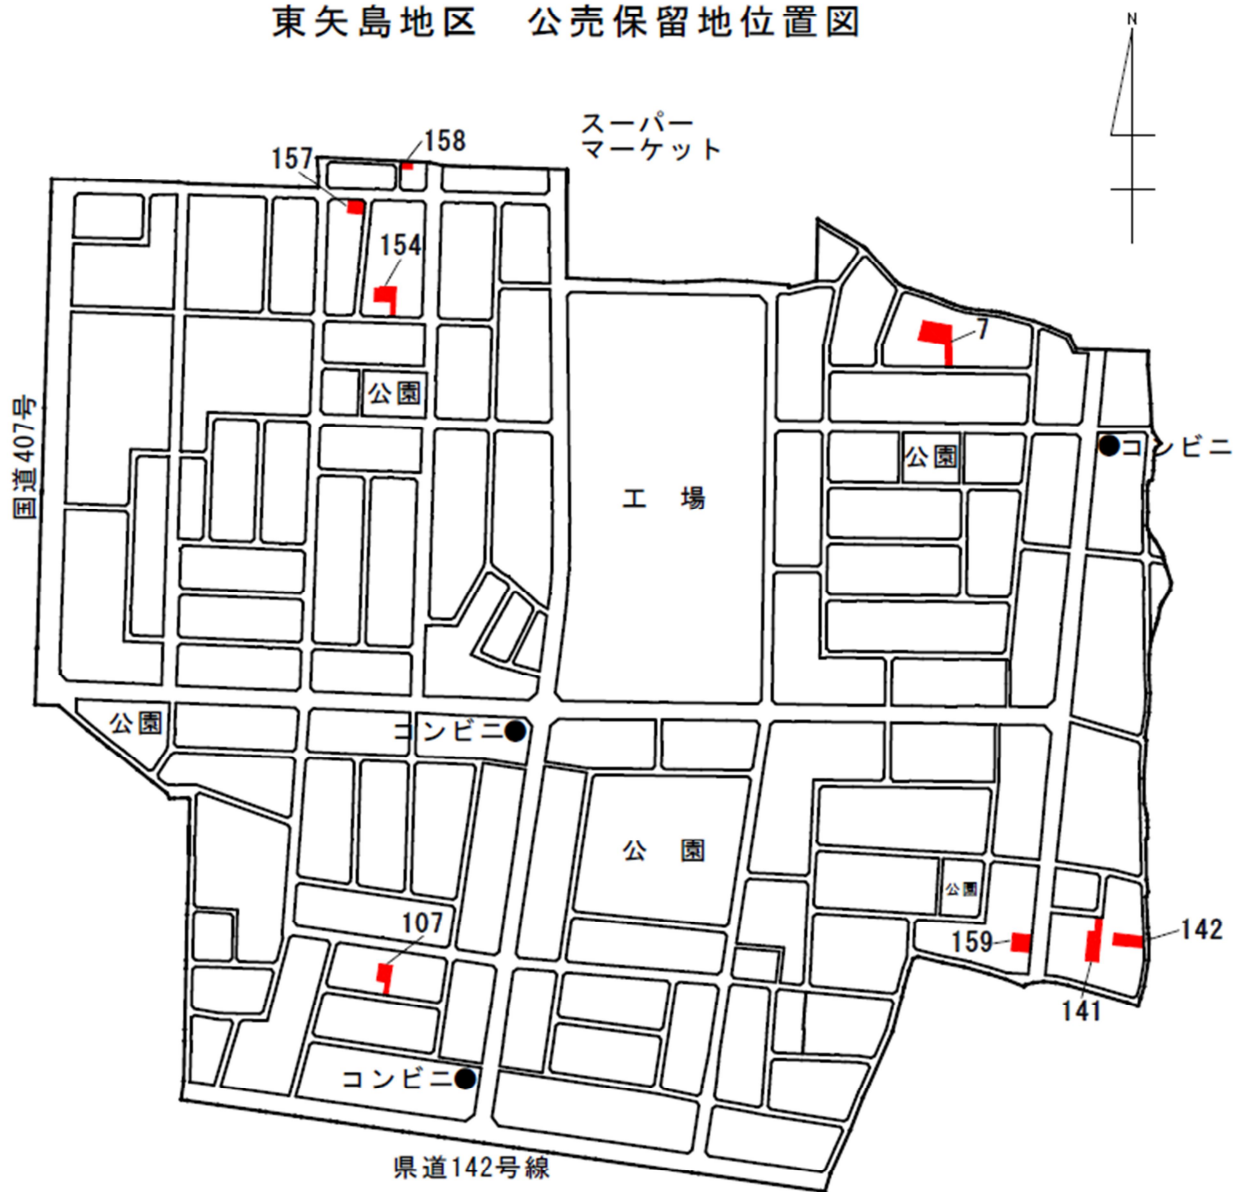 東矢島地区 公売保留地位置図
N
スーパー
マーケット
158
157
154
7
公園
国道407号
コンビニ
公園
工場
公園
コンビニ
公園
公園
107
159
142
141
コンビニ
県道142号線